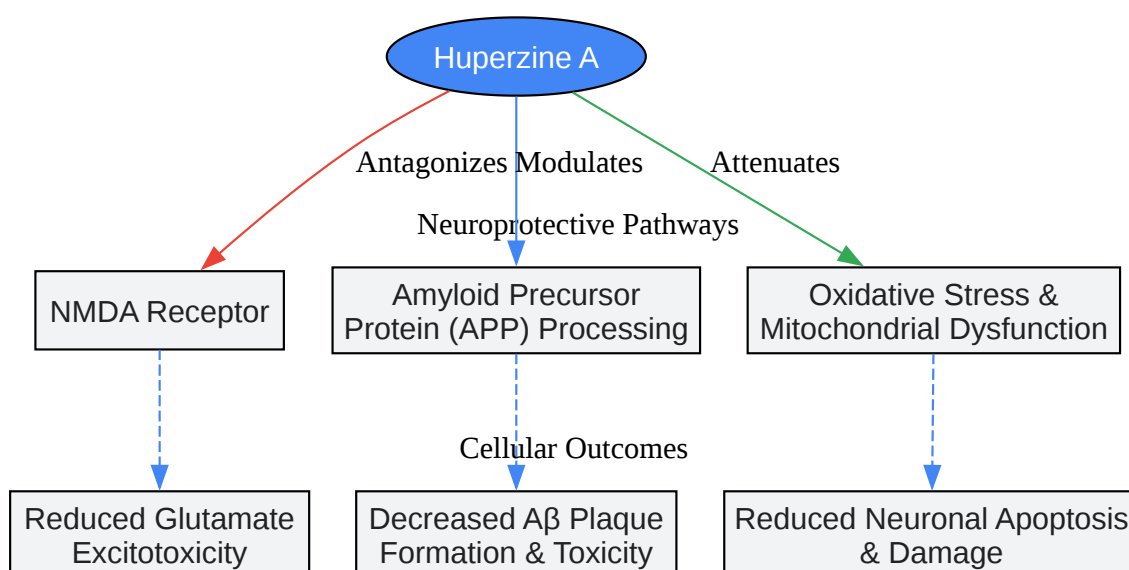 Huperzine A
Antagonizes
Modulates
Attenuates
Neuroprotective Pathways
NMDA Receptor
Amyloid Precursor
Protein (APP) Processing
Oxidative Stress &
Mitochondrial Dysfunction
Cellular Outcomes
Reduced Glutamate
Excitotoxicity
Decreased Aβ Plaque
Formation & Toxicity
Reduced Neuronal Apoptosis
& Damage